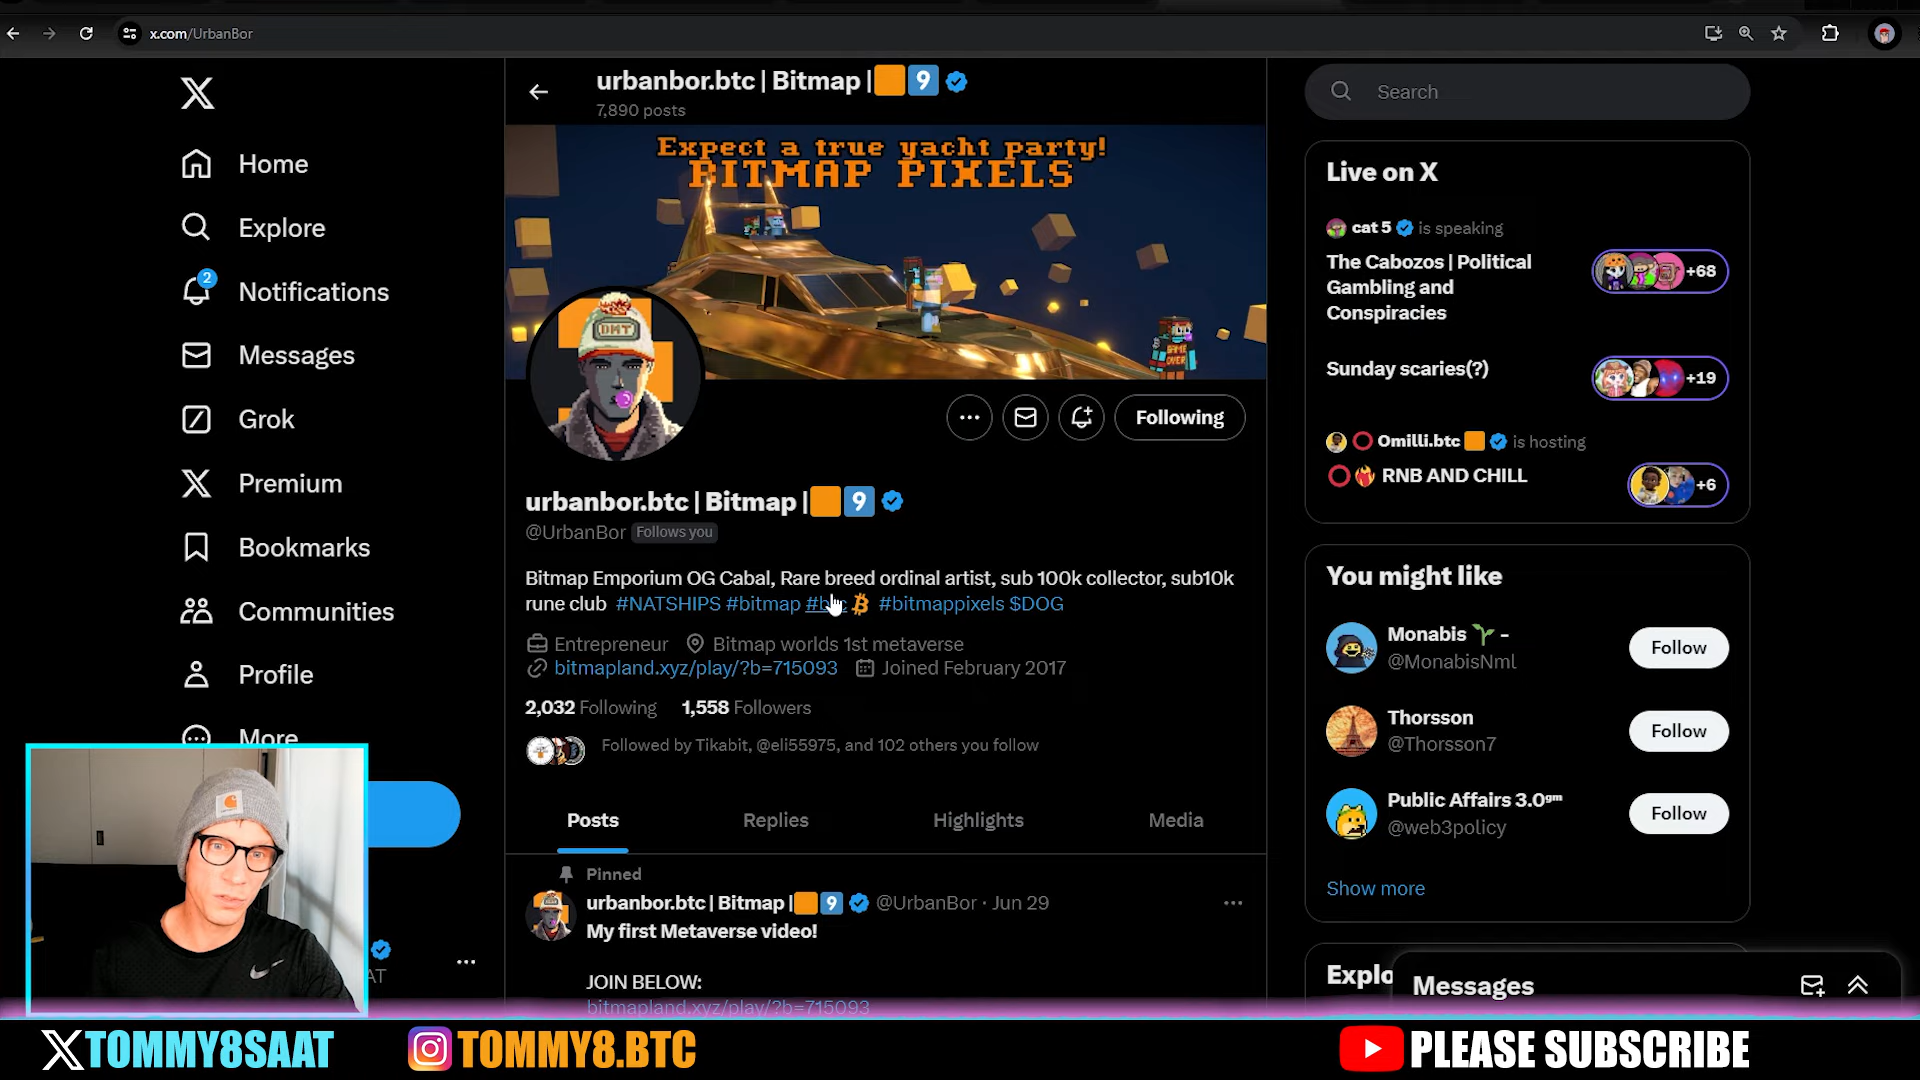 x.com/UrbanBor
urbanbor.btc | Bitmap |🟧9️⃣
7,890 posts
Expect a true yacht party!
BITMAP PIXELS
DMT
GAME
OVER
Following
urbanbor.btc | Bitmap |🟧9️⃣
@UrbanBor Follows you
Bitmap Emporium OG Cabal, Rare breed ordinal artist, sub 100k collector, sub10k
rune club #NATSHIPS #bitmap #bitmappixels $DOG
Entrepreneur Bitmap worlds 1st metaverse
bitmapland.xyz/play/?b=715093 Joined February 2017
2,032 Following 1,558 Followers
Followed by Tikabit, @eli55975, and 102 others you follow
Posts Replies Highlights Media
Pinned
urbanbor.btc | Bitmap |🟧9️⃣ @UrbanBor · Jun 29
My first Metaverse video!
JOIN BELOW:
bitmapland.xyz/play/?b=715093
Home
Explore
2
Notifications
Messages
Grok
Premium
Bookmarks
Communities
Profile
More
AT
Search
Live on X
cat 5 is speaking
The Cabozos | Political
Gambling and
Conspiracies
+68
Sunday scaries(?)
+19
Omilli.btc 🟧 is hosting
⭕🔥 RNB AND CHILL
+6
You might like
Monabis 🌱 -
@MonabisNml
Follow
Thorsson
@Thorsson7
Follow
Public Affairs 3.0ᵍᵐ
@web3policy
Follow
Show more
Explo
Messages
XTOMMY8SAAT
TOMMY8.BTC
PLEASE SUBSCRIBE